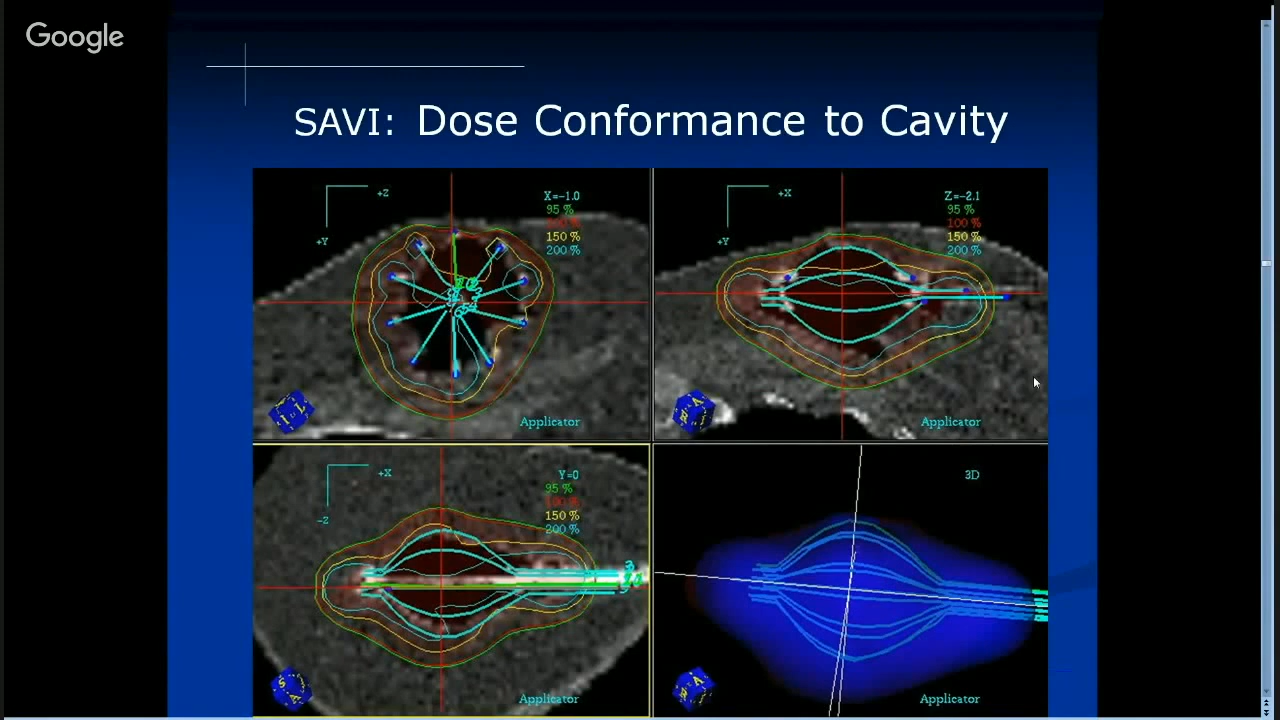 Google
SAVI: Dose Conformance to Cavity
+Z
+Y
X=-1.0
95 %
100 %
150 %
200 %
Applicator
+X
+Y
Z=-2.1
95 %
100 %
150 %
200 %
Applicator
+X
-Z
Y=0
95 %
100 %
150 %
200 %
Applicator
3D
Applicator